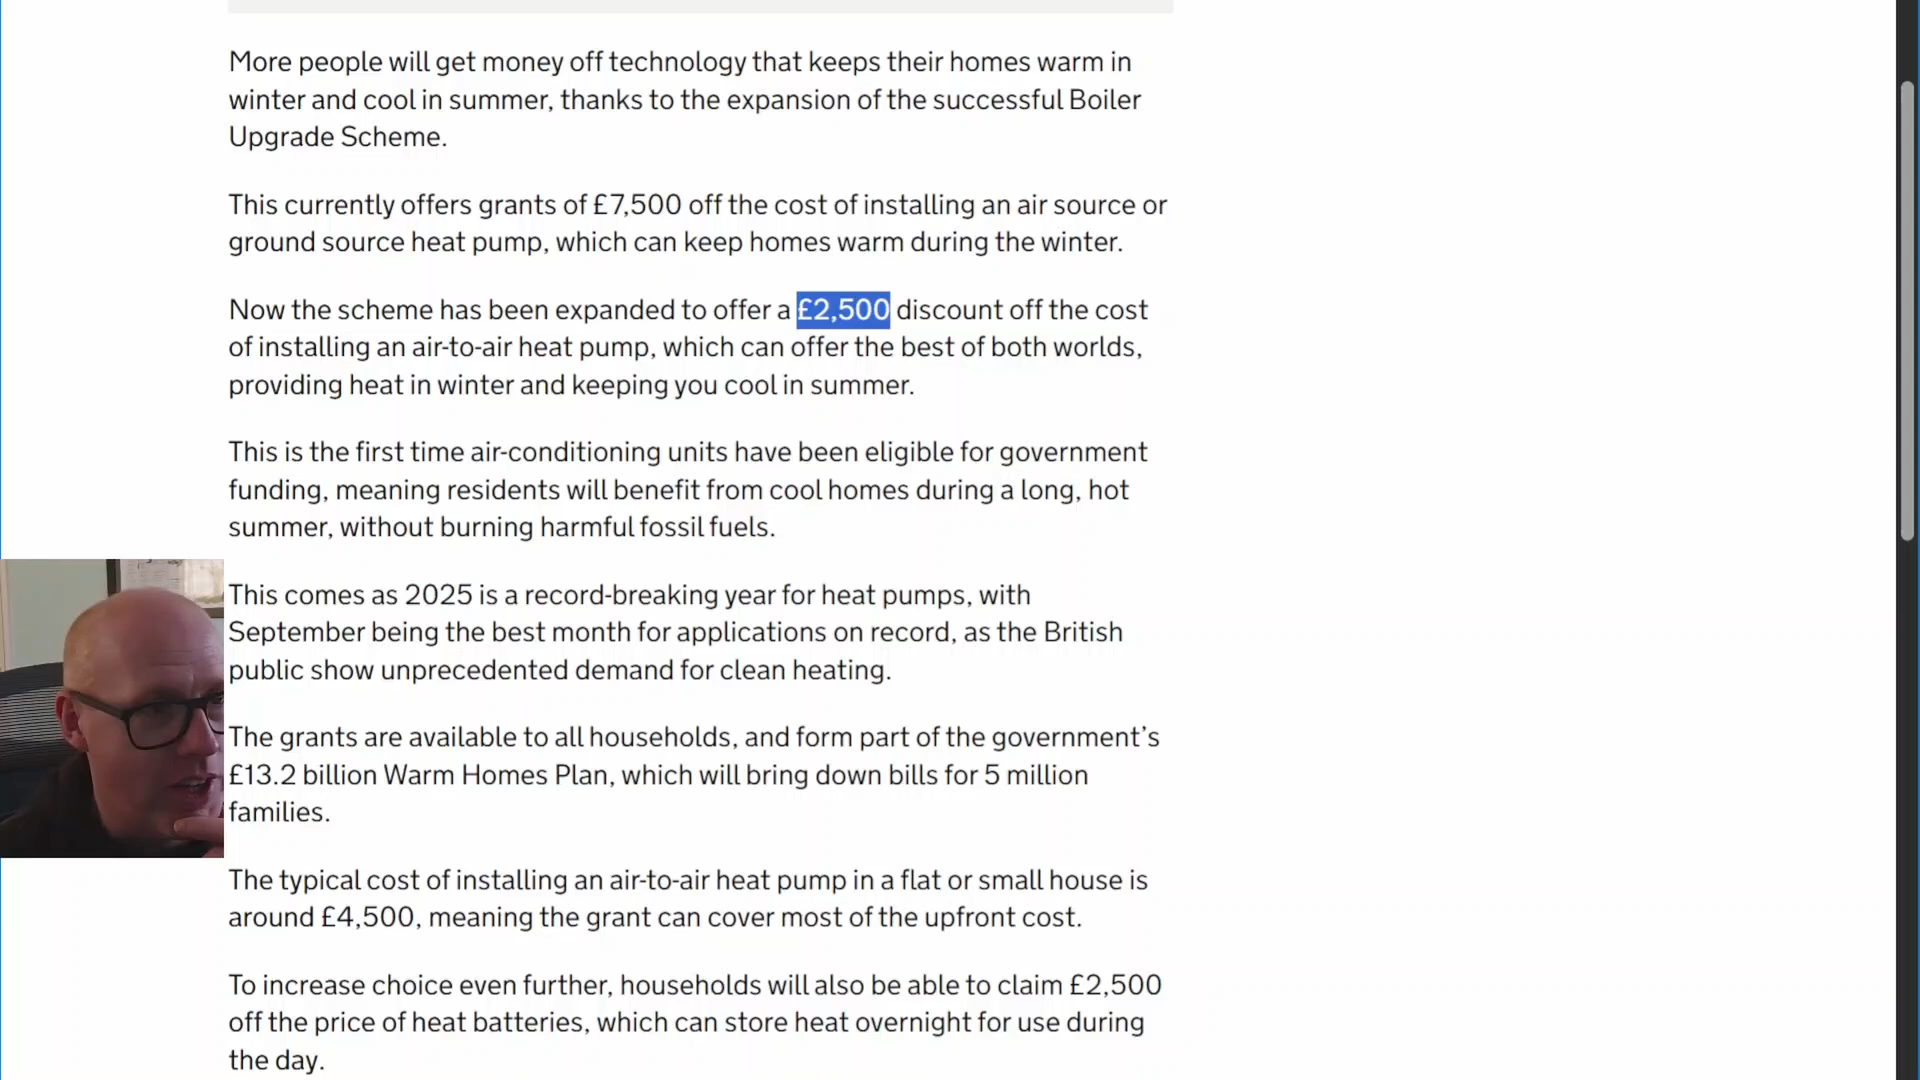 More people will get money off technology that keeps their homes warm in
winter and cool in summer, thanks to the expansion of the successful Boiler
Upgrade Scheme.
This currently offers grants of £7,500 off the cost of installing an air source or
ground source heat pump, which can keep homes warm during the winter.
Now the scheme has been expanded to offer a £2,500 discount off the cost
of installing an air-to-air heat pump, which can offer the best of both worlds,
providing heat in winter and keeping you cool in summer.
This is the first time air-conditioning units have been eligible for government
funding, meaning residents will benefit from cool homes during a long, hot
summer, without burning harmful fossil fuels.
This comes as 2025 is a record-breaking year for heat pumps, with
September being the best month for applications on record, as the British
public show unprecedented demand for clean heating.
The grants are available to all households, and form part of the government’s
£13.2 billion Warm Homes Plan, which will bring down bills for 5 million
families.
The typical cost of installing an air-to-air heat pump in a flat or small house is
around £4,500, meaning the grant can cover most of the upfront cost.
To increase choice even further, households will also be able to claim £2,500
off the price of heat batteries, which can store heat overnight for use during
the day.